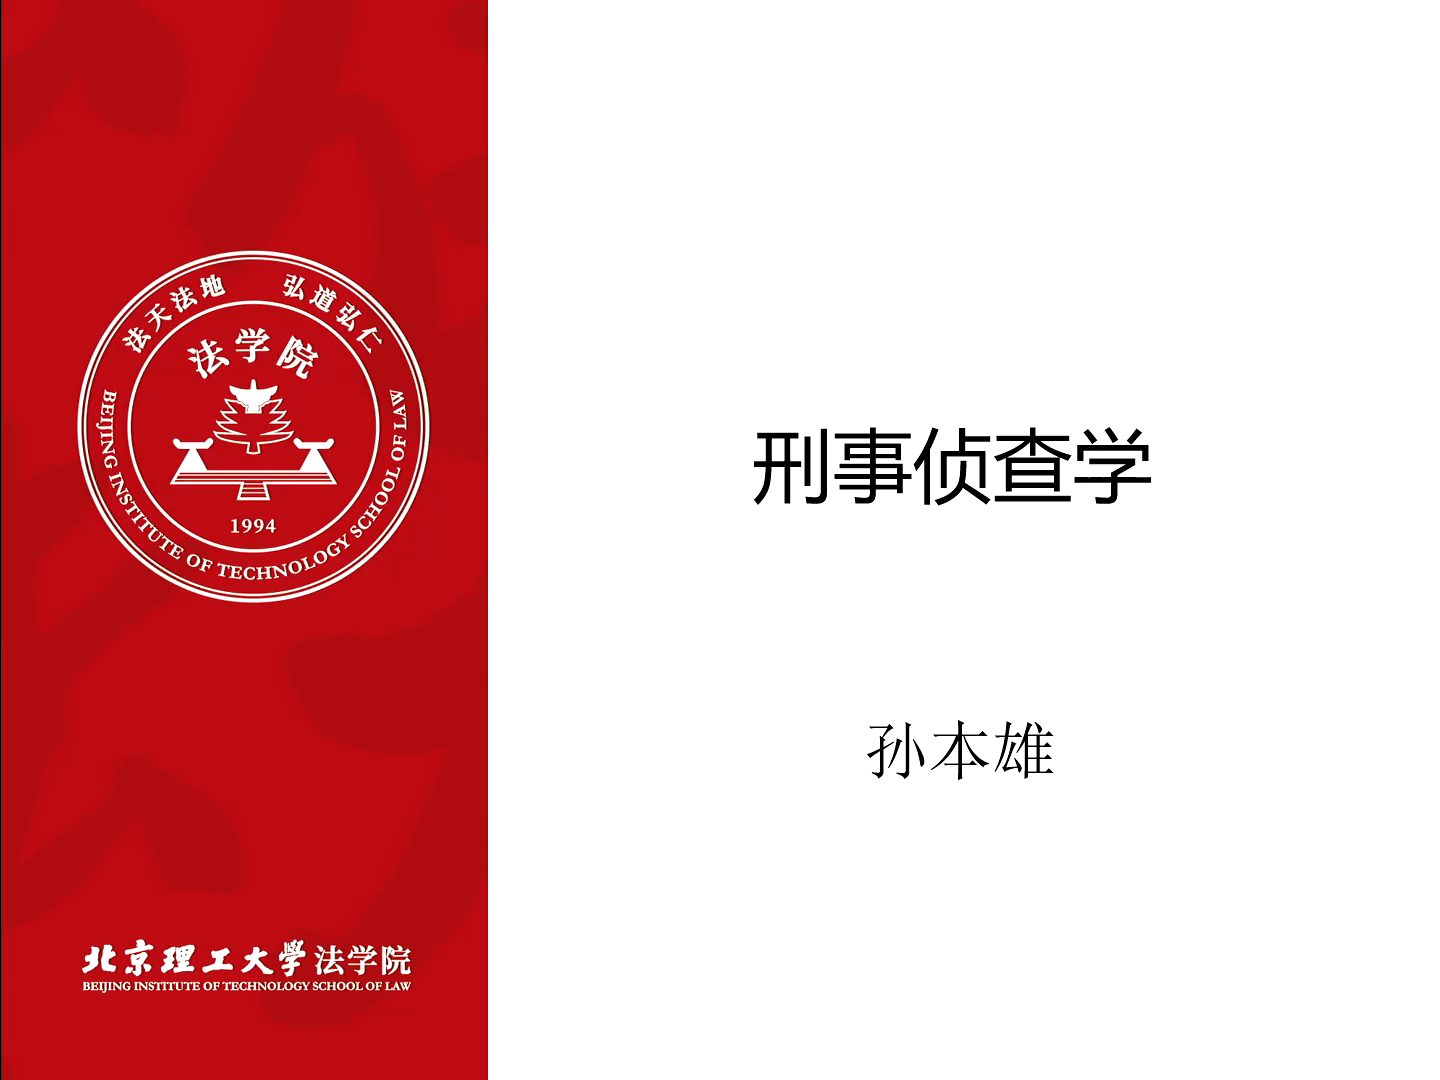 法天法地 弘道弘仁
法学院
1994
BEIJING INSTITUTE OF TECHNOLOGY SCHOOL OF LAW
刑事侦查学
孙本雄
北京理工大學法学院
BEIJING INSTITUTE OF TECHNOLOGY SCHOOL OF LAW